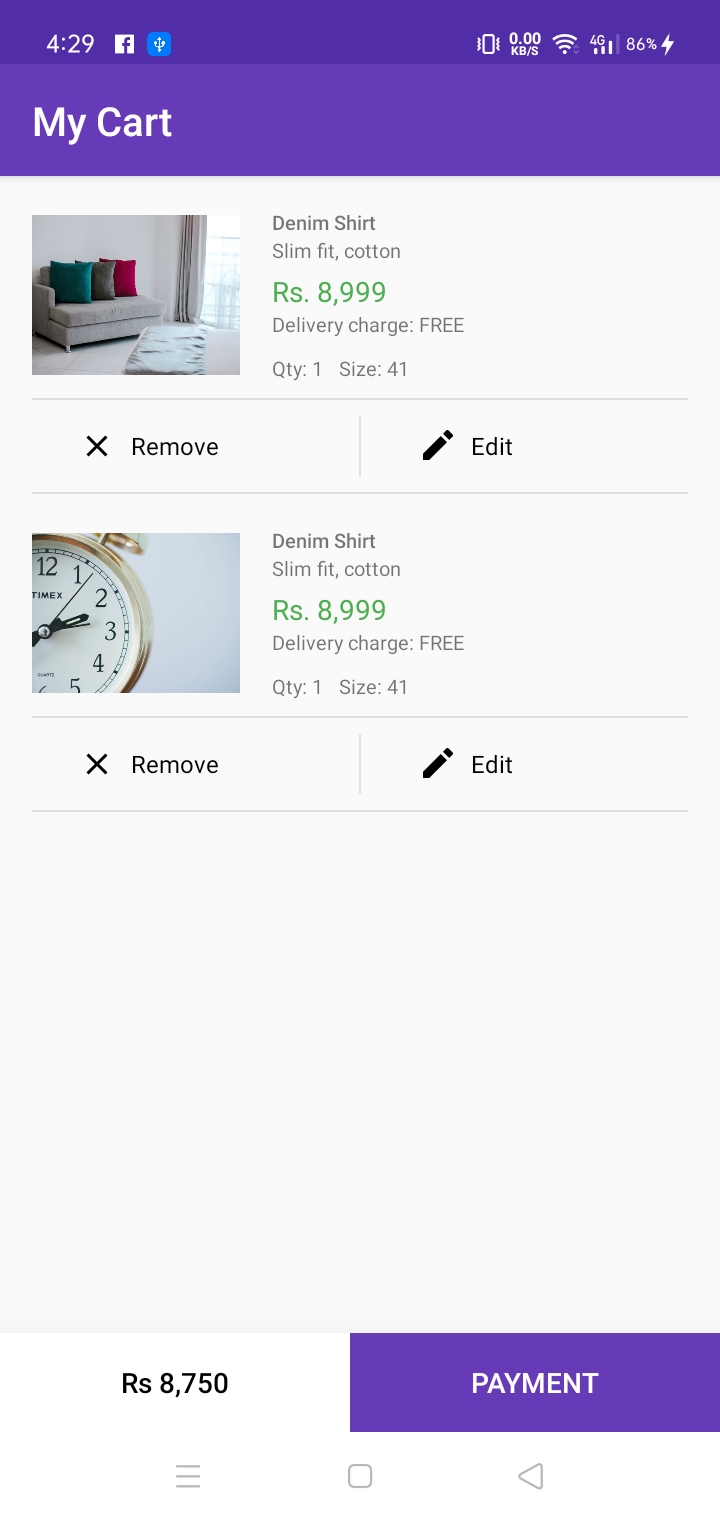 4:29 0.00 KB/S 4G 86%
My Cart
Denim Shirt
Slim fit, cotton
Rs. 8,999
Delivery charge: FREE
Qty: 1 Size: 41
Remove Edit
12
1
TIMEX
2
3
4
QUARTZ
5
Denim Shirt
Slim fit, cotton
Rs. 8,999
Delivery charge: FREE
Qty: 1 Size: 41
Remove Edit
Rs 8,750 PAYMENT